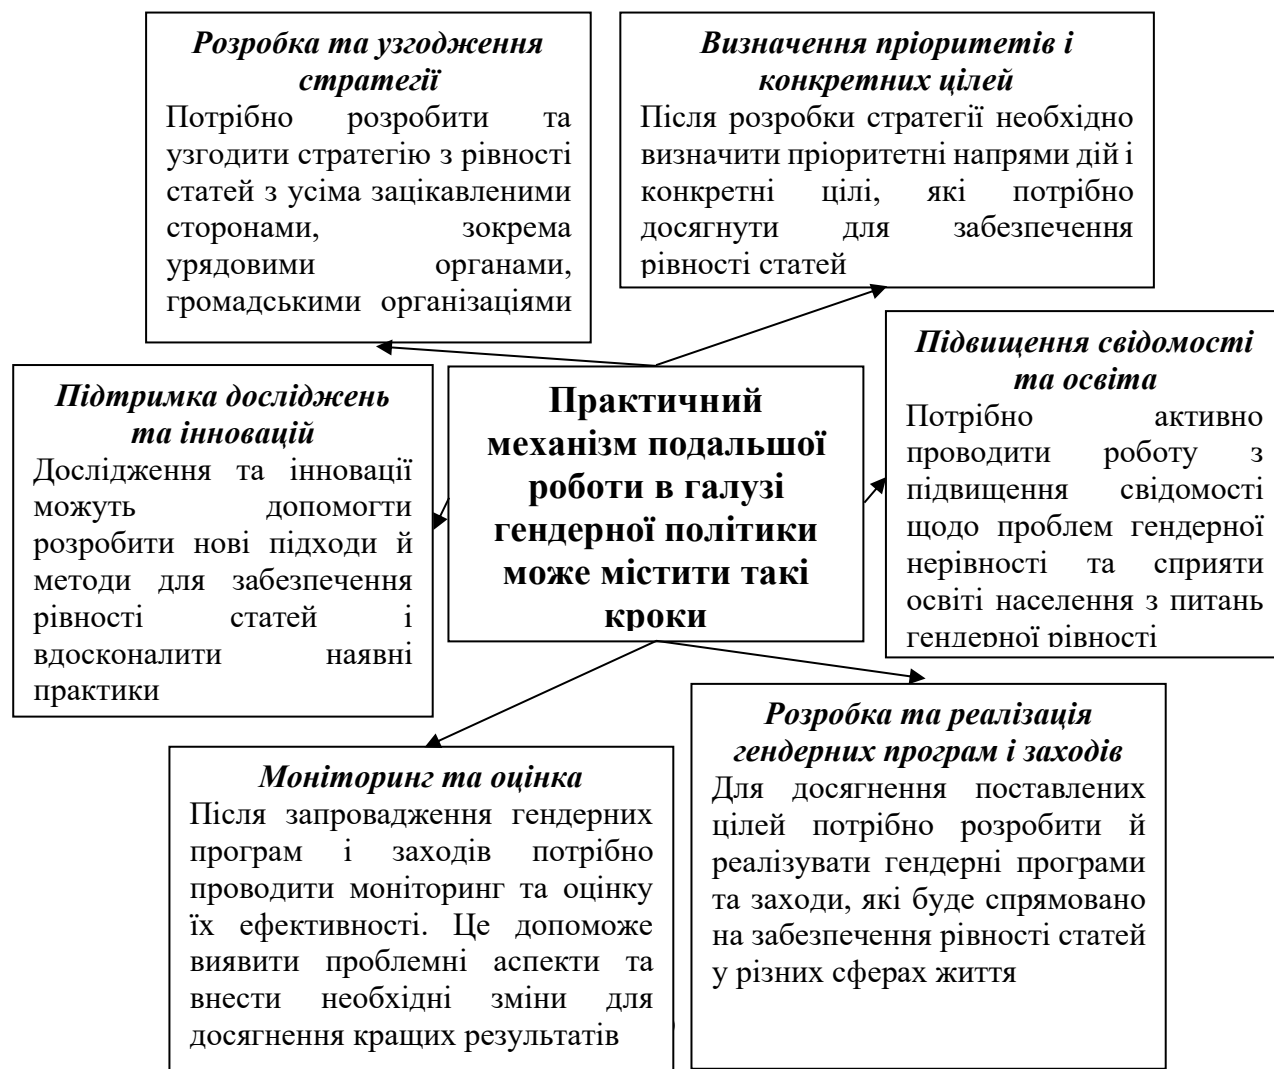 Розробка та узгодження
стратегії
Потрібно розробити та
узгодити стратегію з рівності
статей з усіма зацікавленими
сторонами, зокрема
урядовими органами,
громадськими організаціями
Визначення пріоритетів і
конкретних цілей
Після розробки стратегії необхідно
визначити пріоритетні напрями дій і
конкретні цілі, які потрібно
досягнути для забезпечення
рівності статей
Підтримка досліджень
та інновацій
Дослідження та інновації
можуть допомогти
розробити нові підходи й
методи для забезпечення
рівності статей і
вдосконалити наявні
практики
Практичний
механізм подальшої
роботи в галузі
гендерної політики
може містити такі
кроки
Підвищення свідомості
та освіта
Потрібно активно
проводити роботу з
підвищення свідомості
щодо проблем гендерної
нерівності та сприяти
освіті населення з питань
гендерної рівності
Моніторинг та оцінка
Після запровадження гендерних
програм і заходів потрібно
проводити моніторинг та оцінку
їх ефективності. Це допоможе
виявити проблемні аспекти та
внести необхідні зміни для
досягнення кращих результатів
Розробка та реалізація
гендерних програм і заходів
Для досягнення поставлених
цілей потрібно розробити й
реалізувати гендерні програми
та заходи, які буде спрямовано
на забезпечення рівності статей
у різних сферах життя